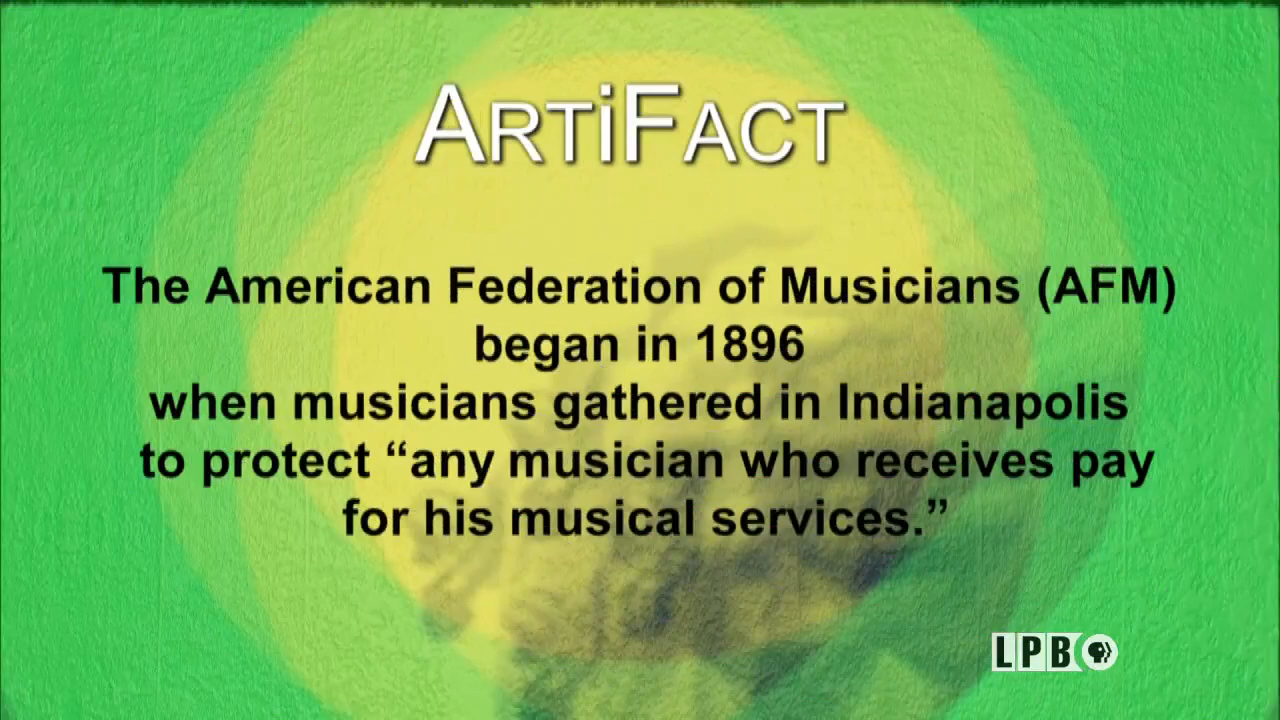 ARTiFACT
The American Federation of Musicians (AFM)
began in 1896
when musicians gathered in Indianapolis
to protect “any musician who receives pay
for his musical services.”
LPB